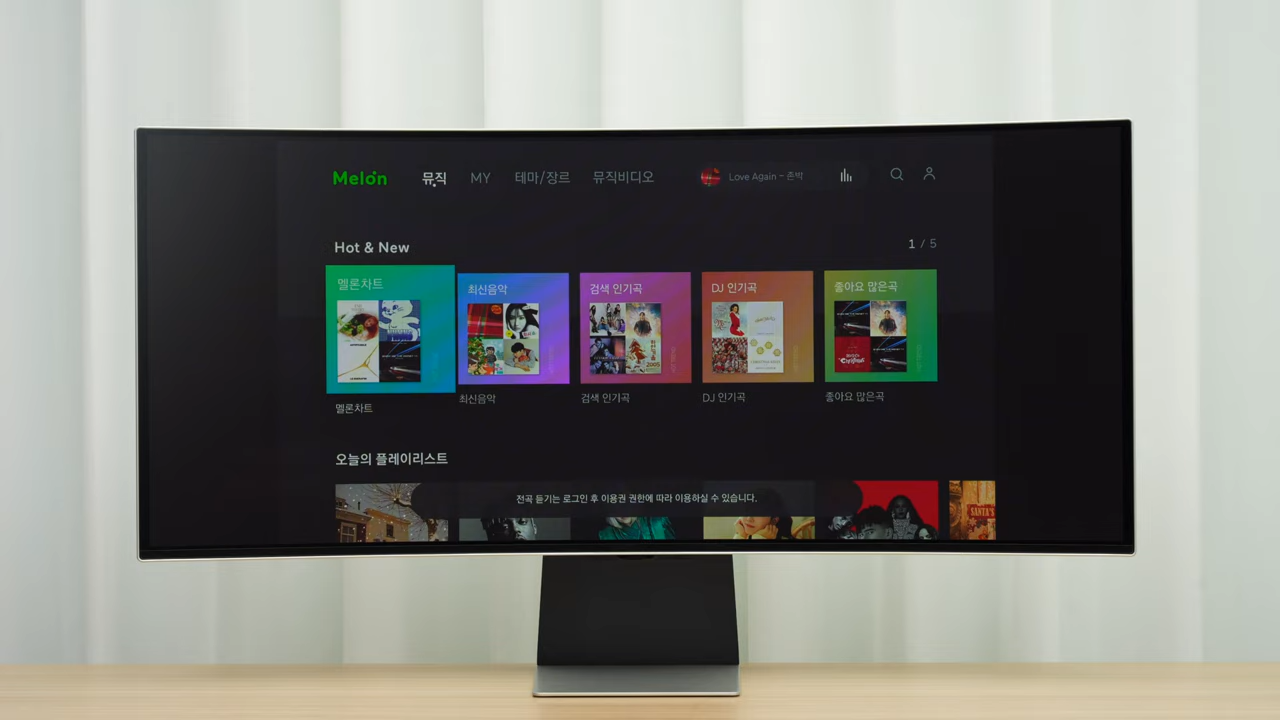 Melon 뮤직 MY 테마/장르 뮤직비디오 Love Again - 존박
Hot & New 1 / 5
멜론차트 최신음악 검색 인기곡 DJ 인기곡 좋아요 많은곡
멜론차트 최신음악 검색 인기곡 DJ 인기곡 좋아요 많은곡
오늘의 플레이리스트
전곡 듣기는 로그인 후 이용권 권한에 따라 이용하실 수 있습니다.
SANTA'S